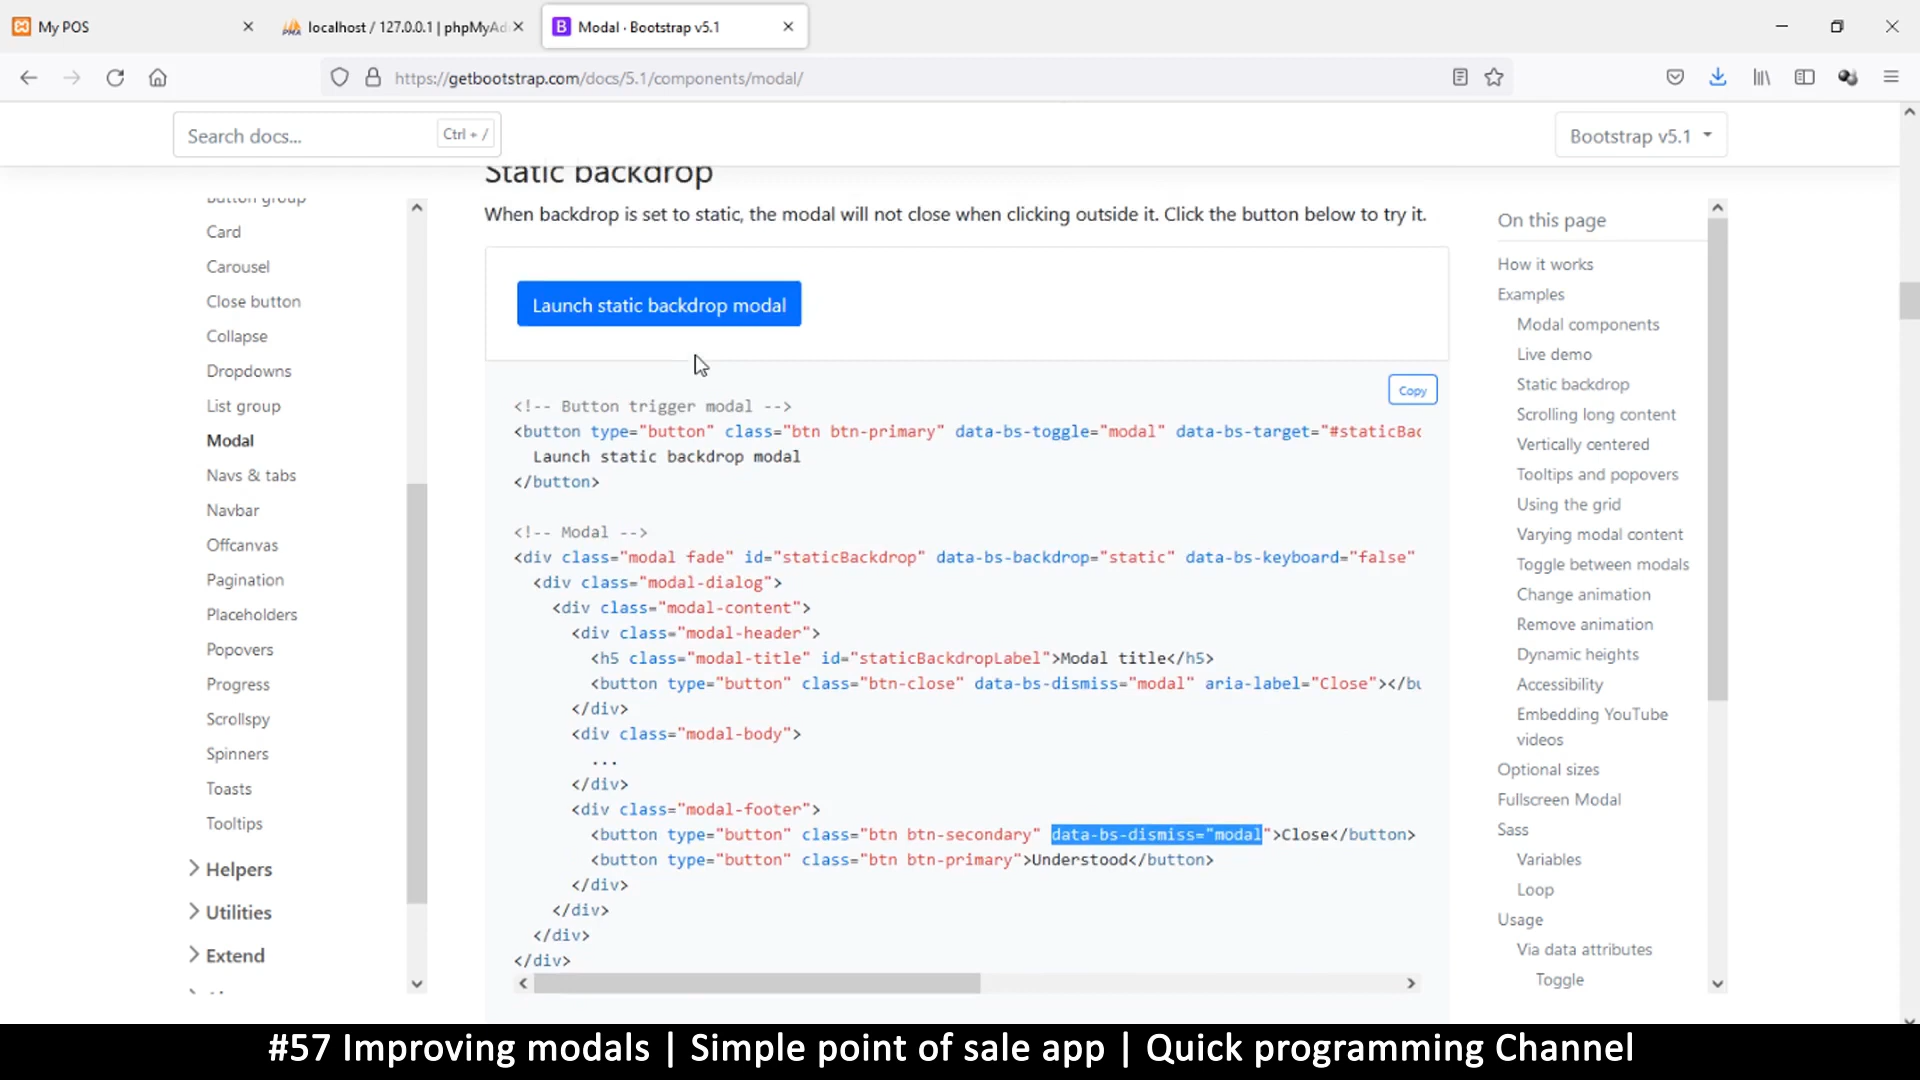 My POS
localhost / 127.0.0.1 | phpMyAd
Modal · Bootstrap v5.1
https://getbootstrap.com/docs/5.1/components/modal/
Search docs...
Ctrl + /
Bootstrap v5.1
Button group
Card
Carousel
Close button
Collapse
Dropdowns
List group
Modal
Navs & tabs
Navbar
Offcanvas
Pagination
Placeholders
Popovers
Progress
Scrollspy
Spinners
Toasts
Tooltips
Helpers
Utilities
Extend
Static backdrop
When backdrop is set to static, the modal will not close when clicking outside it. Click the button below to try it.
Launch static backdrop modal
Copy
<!-- Button trigger modal -->
<button type="button" class="btn btn-primary" data-bs-toggle="modal" data-bs-target="#staticBac
Launch static backdrop modal
</button>
<!-- Modal -->
<div class="modal fade" id="staticBackdrop" data-bs-backdrop="static" data-bs-keyboard="false"
<div class="modal-dialog">
<div class="modal-content">
<div class="modal-header">
<h5 class="modal-title" id="staticBackdropLabel">Modal title</h5>
<button type="button" class="btn-close" data-bs-dismiss="modal" aria-label="Close"></bu
</div>
<div class="modal-body">
...
</div>
<div class="modal-footer">
<button type="button" class="btn btn-secondary" data-bs-dismiss="modal">Close</button>
<button type="button" class="btn btn-primary">Understood</button>
</div>
</div>
</div>
</div>
On this page
How it works
Examples
Modal components
Live demo
Static backdrop
Scrolling long content
Vertically centered
Tooltips and popovers
Using the grid
Varying modal content
Toggle between modals
Change animation
Remove animation
Dynamic heights
Accessibility
Embedding YouTube
videos
Optional sizes
Fullscreen Modal
Sass
Variables
Loop
Usage
Via data attributes
Toggle
#57 Improving modals | Simple point of sale app | Quick programming Channel